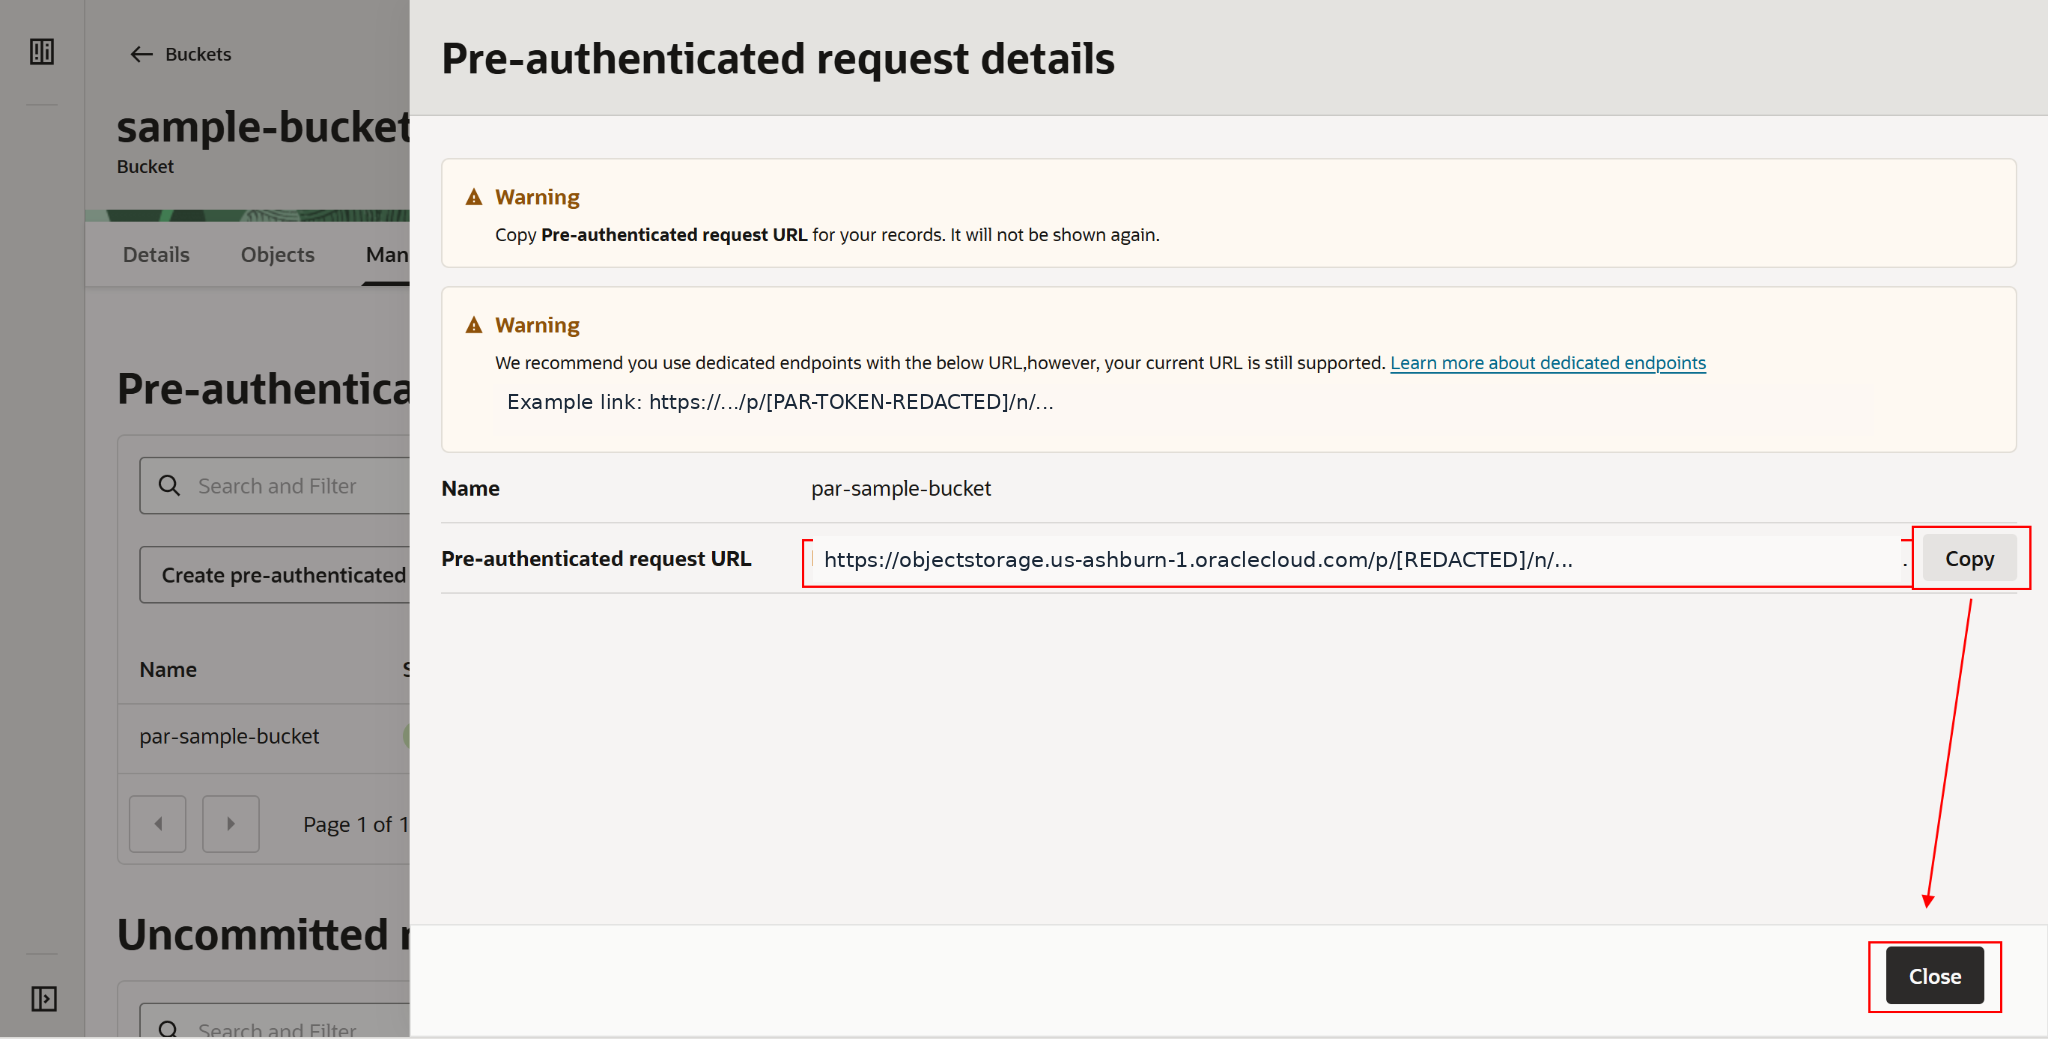 Buckets
sample-bucket
Bucket
Details Objects Man
Pre-authentica
Search and Filter
Create pre-authenticated
Name
par-sample-bucket
Page 1 of 1
Uncommitted
Search and Filter
Pre-authenticated request details
Warning
Copy Pre-authenticated request URL for your records. It will not be shown again.
Warning
We recommend you use dedicated endpoints with the below URL,however, your current URL is still supported. Learn more about dedicated endpoints
Example link: https://.../p/[PAR-TOKEN-REDACTED]/n/...
Name par-sample-bucket
Pre-authenticated request URL https://objectstorage.us-ashburn-1.oraclecloud.com/p/[REDACTED]/n/... . Copy
Close